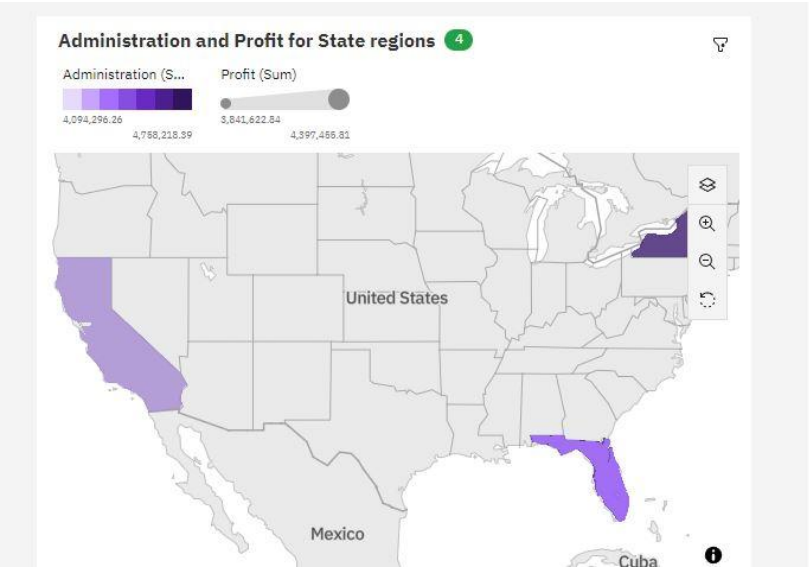 Administration and Profit for State regions 4
Administration (S... Profit (Sum)
4,094,296.26 3,841,622.84
4,758,218.39 4,397,455.81
United States
Mexico
Cuba